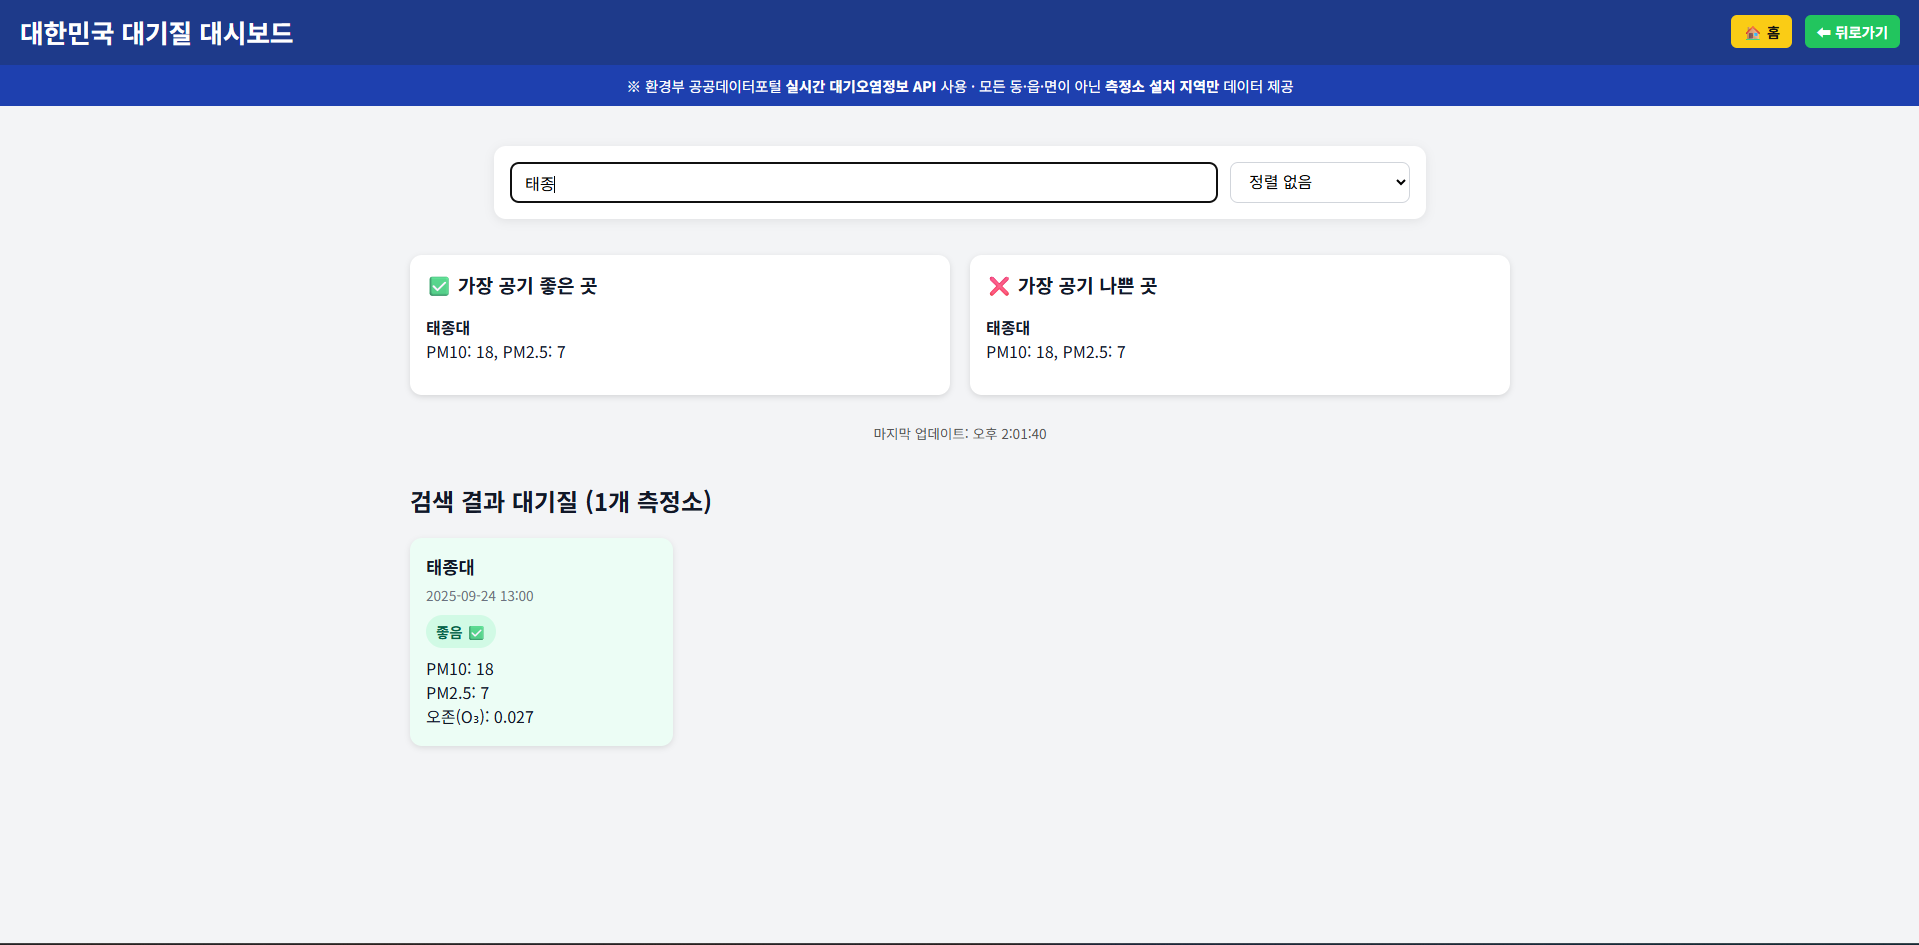 대한민국 대기질 대시보드
🏠 홈
⬅ 뒤로가기
※ 환경부 공공데이터포털 실시간 대기오염정보 API 사용 · 모든 동·읍·면이 아닌 측정소 설치 지역만 데이터 제공
태종
정렬 없음
✅ 가장 공기 좋은 곳
태종대
PM10: 18, PM2.5: 7
❌ 가장 공기 나쁜 곳
태종대
PM10: 18, PM2.5: 7
마지막 업데이트: 오후 2:01:40
검색 결과 대기질 (1개 측정소)
태종대
2025-09-24 13:00
좋음 ✅
PM10: 18
PM2.5: 7
오존(O₃): 0.027